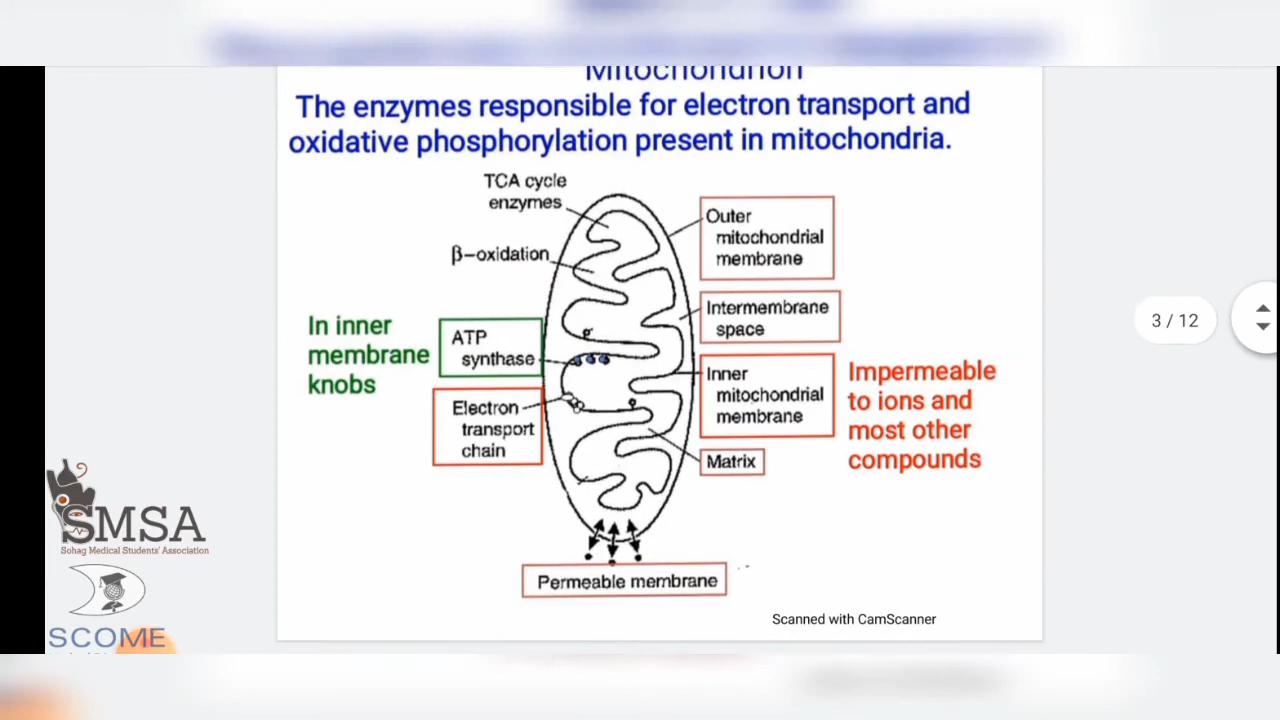 Mitochondrion
The enzymes responsible for electron transport and
oxidative phosphorylation present in mitochondria.
TCA cycle
enzymes
β-oxidation
In inner
membrane
knobs
ATP
synthase
Electron
transport
chain
Outer
mitochondrial
membrane
Intermembrane
space
Inner
mitochondrial
membrane
Matrix
Impermeable
to ions and
most other
compounds
Permeable membrane
Scanned with CamScanner
3 / 12
SMSA
Sohag Medical Students' Association
SCOME